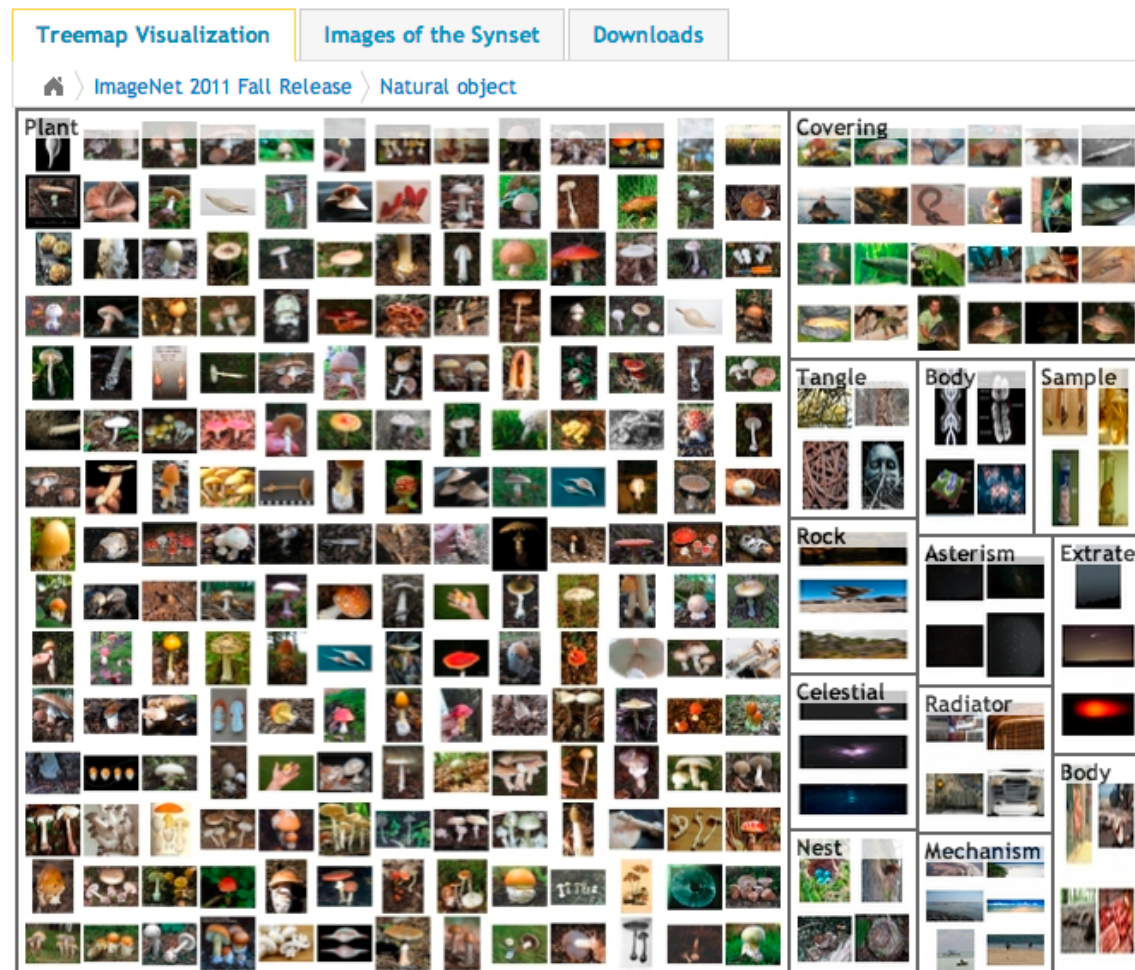 Treemap Visualization
Images of the Synset
Downloads
ImageNet 2011 Fall Release
Natural object
Plant
Covering
Tangle
Body
Sample
Rock
Asterism
Extrate
Celestial
Radiator
Body
Nest
Mechanism